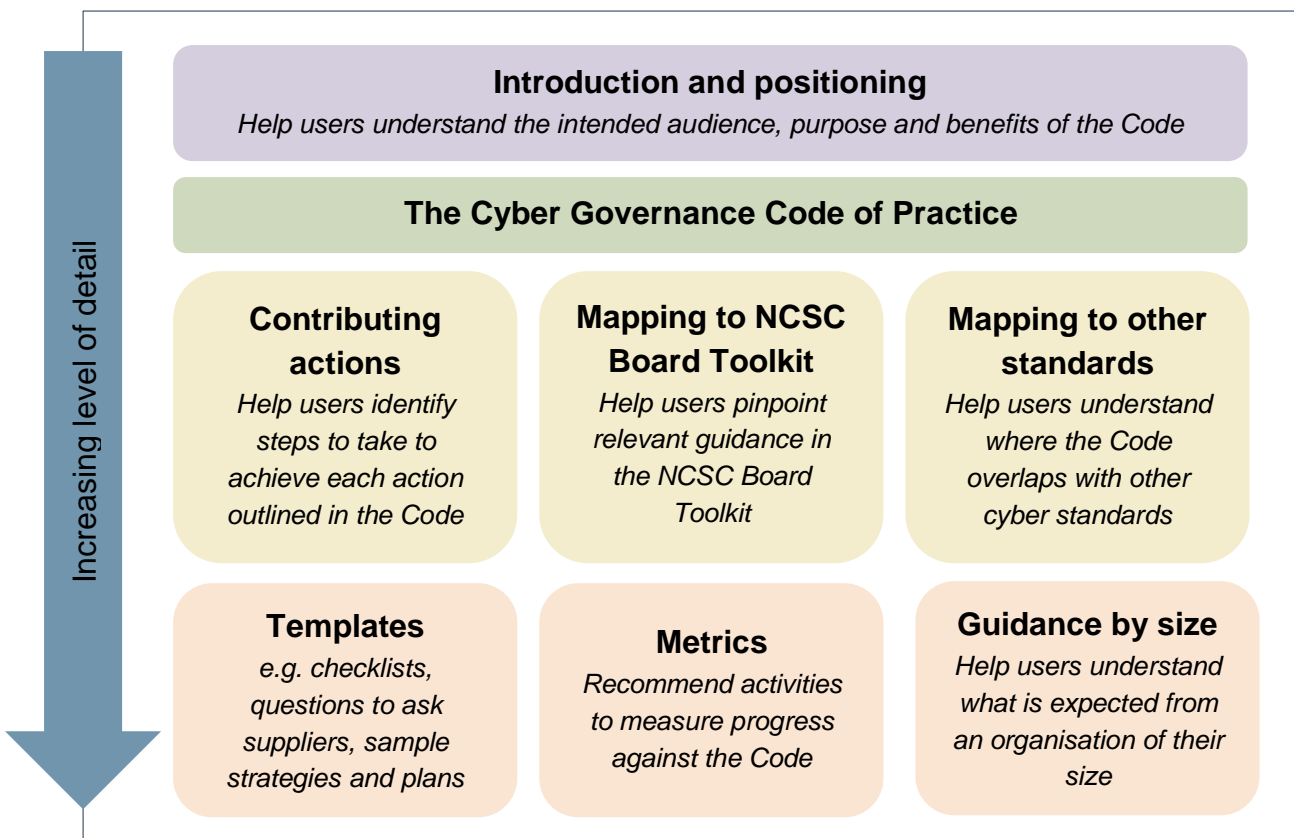 Increasing level of detail
Introduction and positioning
Help users understand the intended audience, purpose and benefits of the Code
The Cyber Governance Code of Practice
Contributing
actions
Help users identify
steps to take to
achieve each action
outlined in the Code
Mapping to NCSC
Board Toolkit
Help users pinpoint
relevant guidance in
the NCSC Board
Toolkit
Mapping to other
standards
Help users understand
where the Code
overlaps with other
cyber standards
Templates
e.g. checklists,
questions to ask
suppliers, sample
strategies and plans
Metrics
Recommend activities
to measure progress
against the Code
Guidance by size
Help users understand
what is expected from
an organisation of their
size